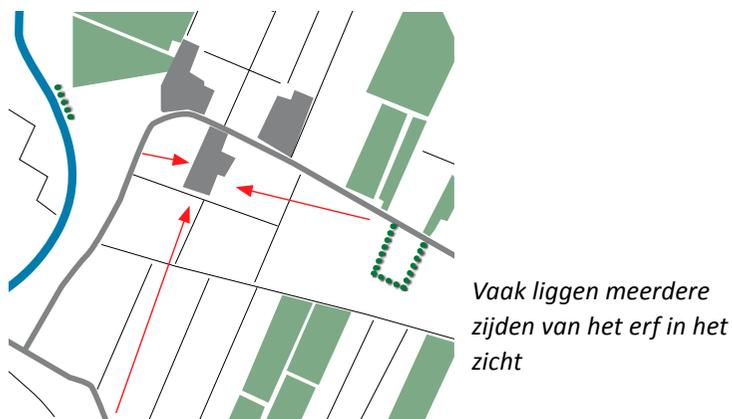 Vaak liggen meerdere
zijden van het erf in het
zicht